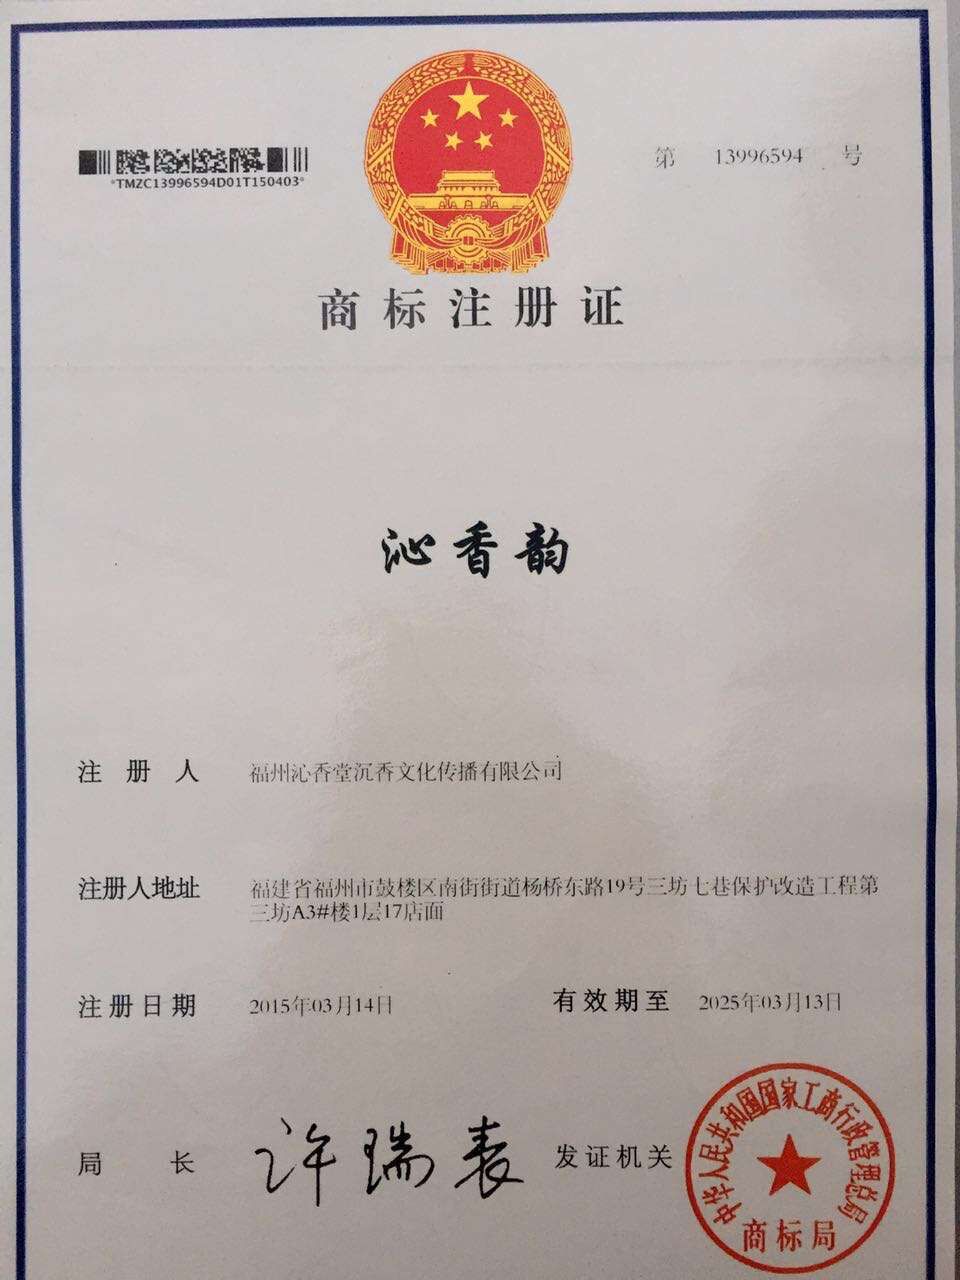 *TMZC13996594D01T150403*
第 13996594 号
商标注册证
沁香韵
注册人 福州沁香堂沉香文化传播有限公司
注册人地址 福建省福州市鼓楼区南街街道杨桥东路19号三坊七巷保护改造工程第
三坊A3#楼1层17店面
注册日期 2015年03月14日 有效期至 2025年03月13日
局长 许瑞表 发证机关
中华人民共和国国家工商行政管理总局
商标局